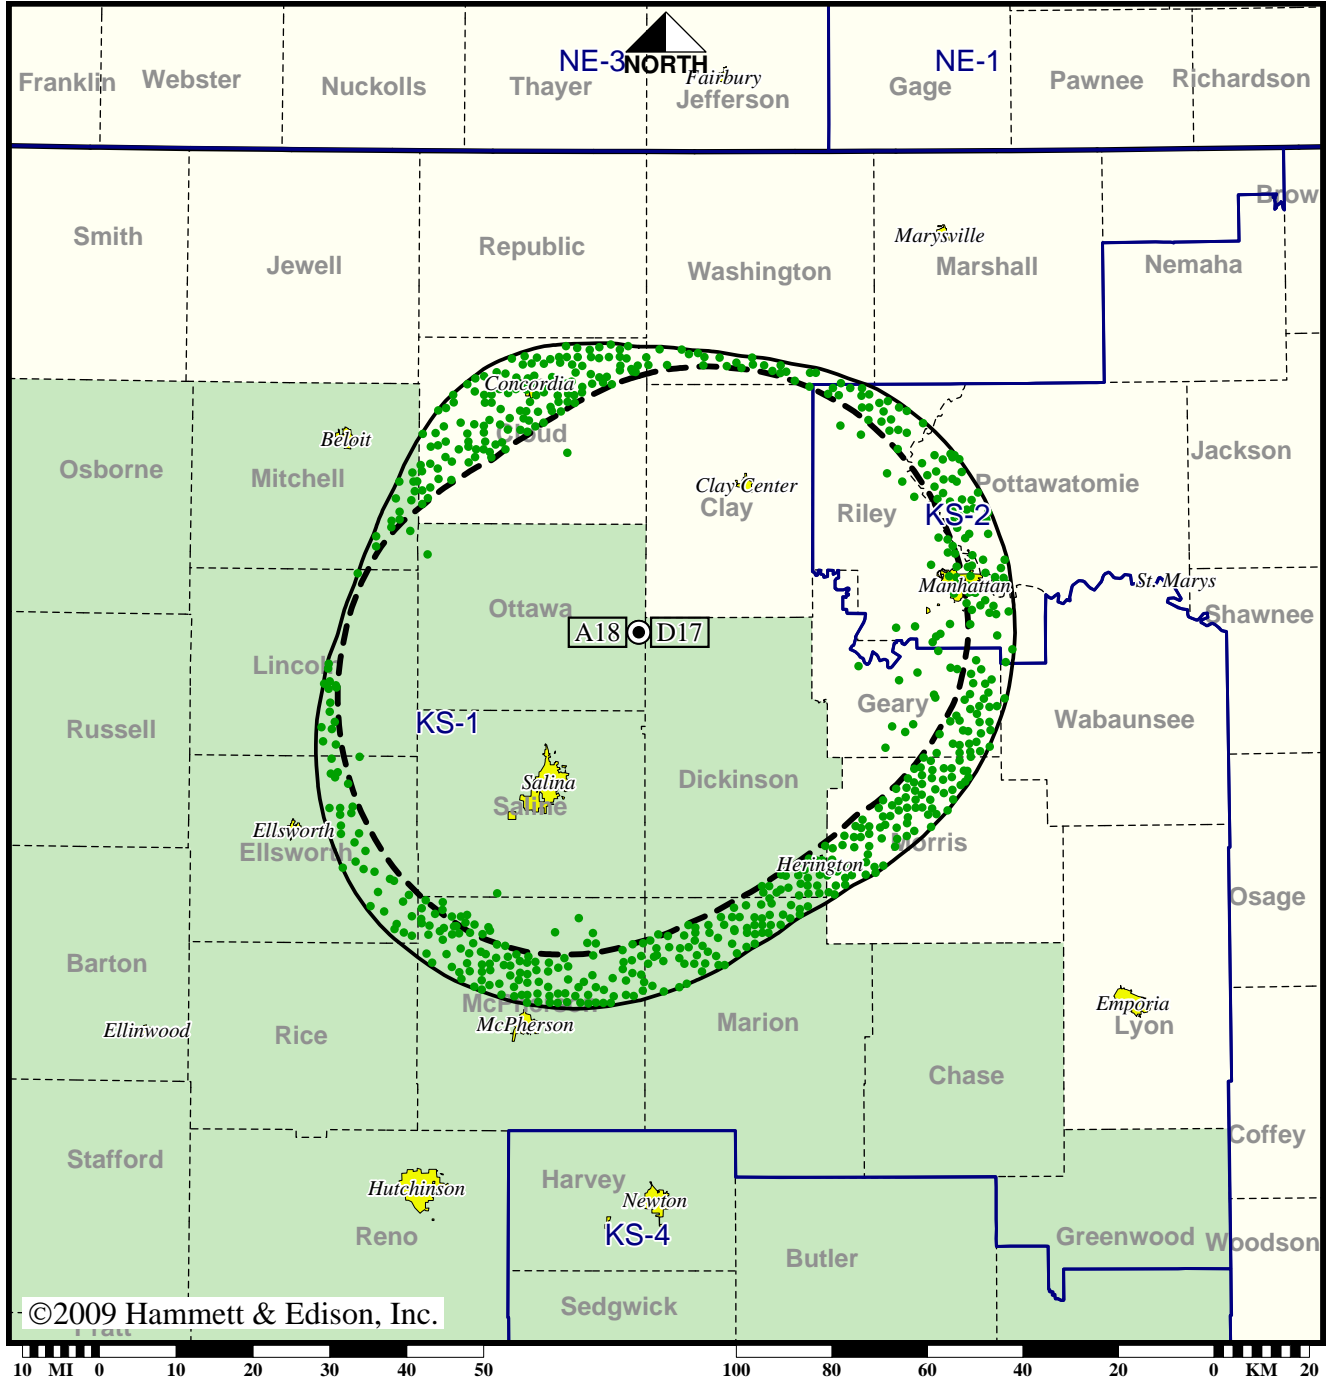 NE-3
NORTH
NE-1
Fairbury
Franklin
Webster
Nuckolls
Thayer
Jefferson
Gage
Pawnee
Richardson
Brow
Smith
Jewell
Republic
Washington
Marysville
Marshall
Nemaha
Concordia
Cloud
Beloit
Osborne
Mitchell
Clay Center
Clay
Riley
KS-2
Pottawatomie
Jackson
Manhattan
St. Marys
Shawnee
Ottawa
A18
D17
Lincoln
Russell
KS-1
Geary
Wabaunsee
Salina
Saline
Dickinson
Ellsworth
Ellsworth
Herington
Morris
Osage
Barton
Ellinwood
Rice
McPherson
McPherson
Marion
Emporia
Lyon
Chase
Coffey
Stafford
Hutchinson
Reno
Harvey
Newton
KS-4
Butler
Greenwood
Woodson
Sedgwick
©2009 Hammett & Edison, Inc.
Pratt
10 MI 0 10 20 30 40 50 100 80 60 40 20 0 KM 20